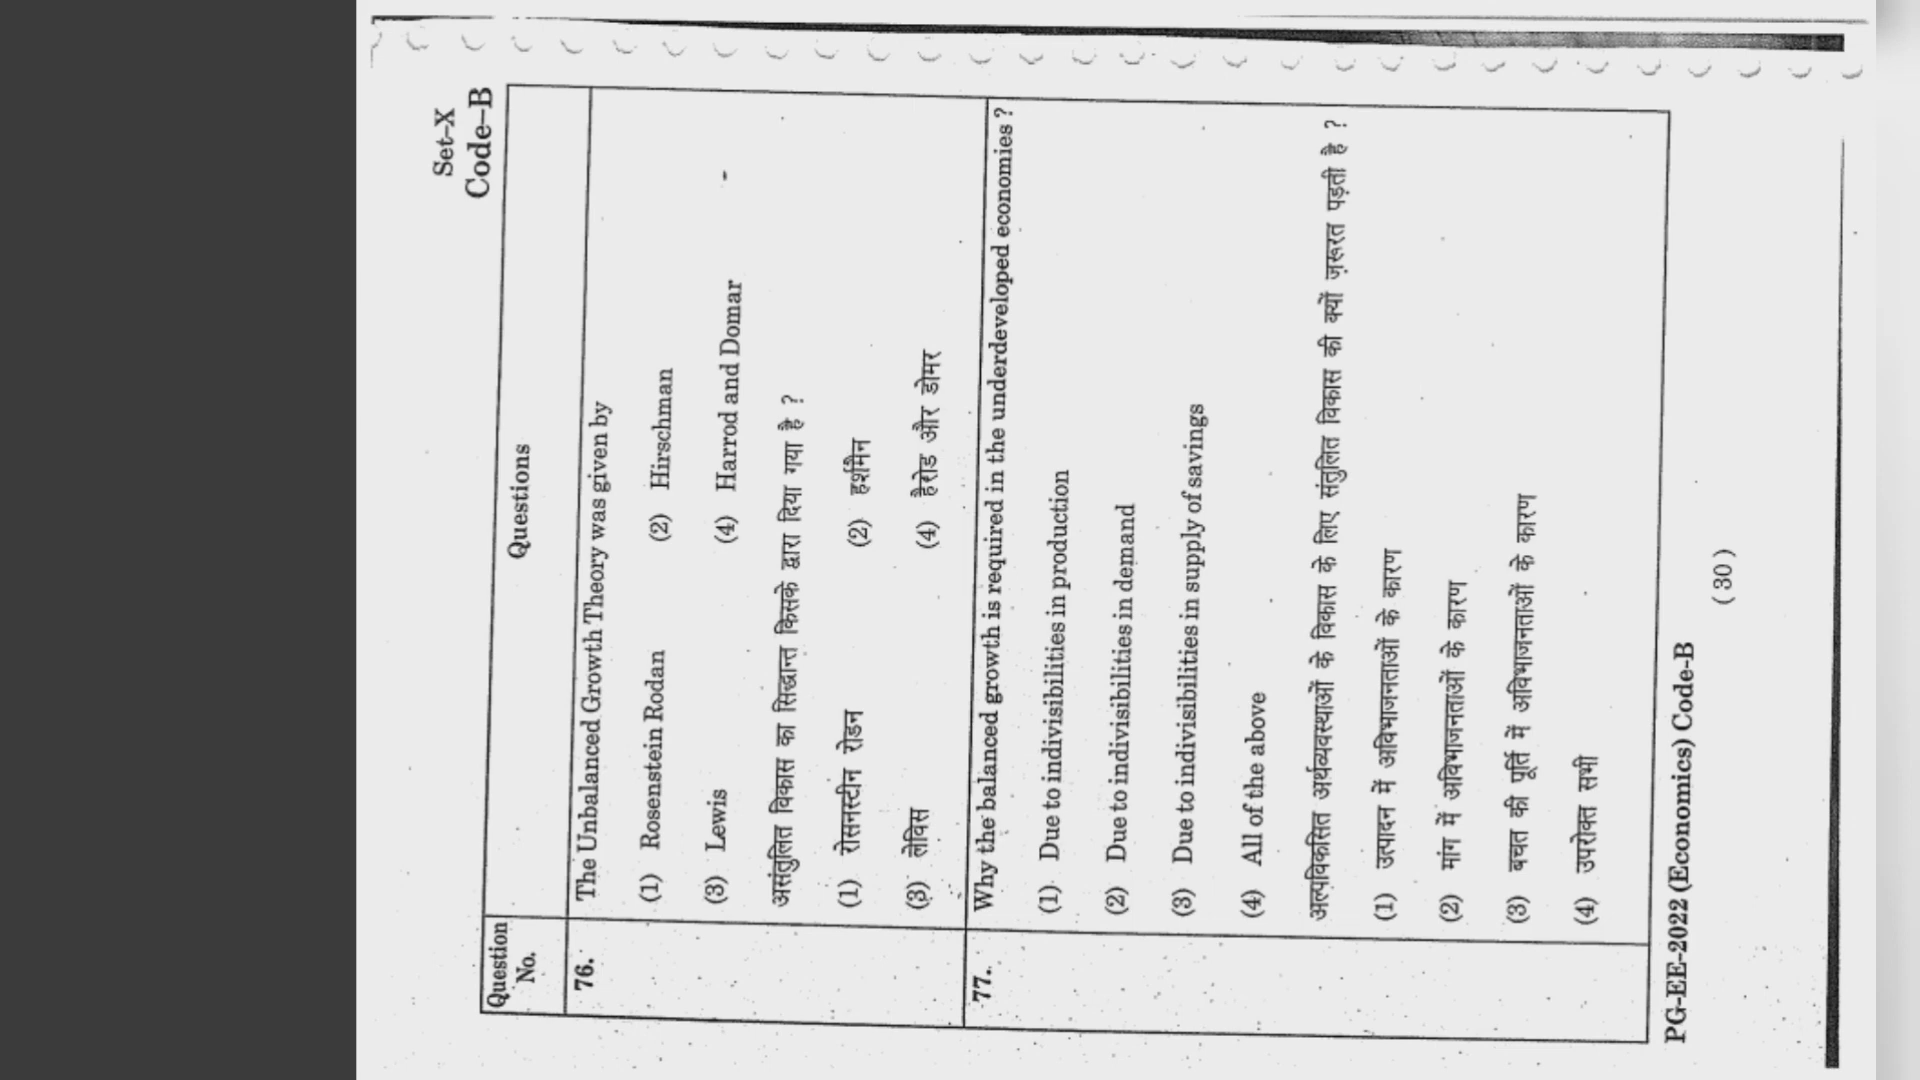 Set–X
Code–B
Question No.
Questions
76.
The Unbalanced Growth Theory was given by
(1) Rosenstein Rodan (2) Hirschman
(3) Lewis (4) Harrod and Domar
असंतुलित विकास का सिद्धान्त किसके द्वारा दिया गया है ?
(1) रोसनस्टीन रोडन (2) हर्शमैन
(3) लेविस (4) हैरोड और डोमर
77.
Why the balanced growth is required in the underdeveloped economies ?
(1) Due to indivisibilities in production
(2) Due to indivisibilities in demand
(3) Due to indivisibilities in supply of savings
(4) All of the above
अल्पविकसित अर्थव्यवस्थाओं के विकास के लिए संतुलित विकास की क्यों ज़रूरत पड़ती है ?
(1) उत्पादन में अविभाजनताओं के कारण
(2) मांग में अविभाजनताओं के कारण
(3) बचत की पूर्ति में अविभाजनताओं के कारण
(4) उपरोक्त सभी
PG-EE-2022 (Economics) Code-B
( 30 )